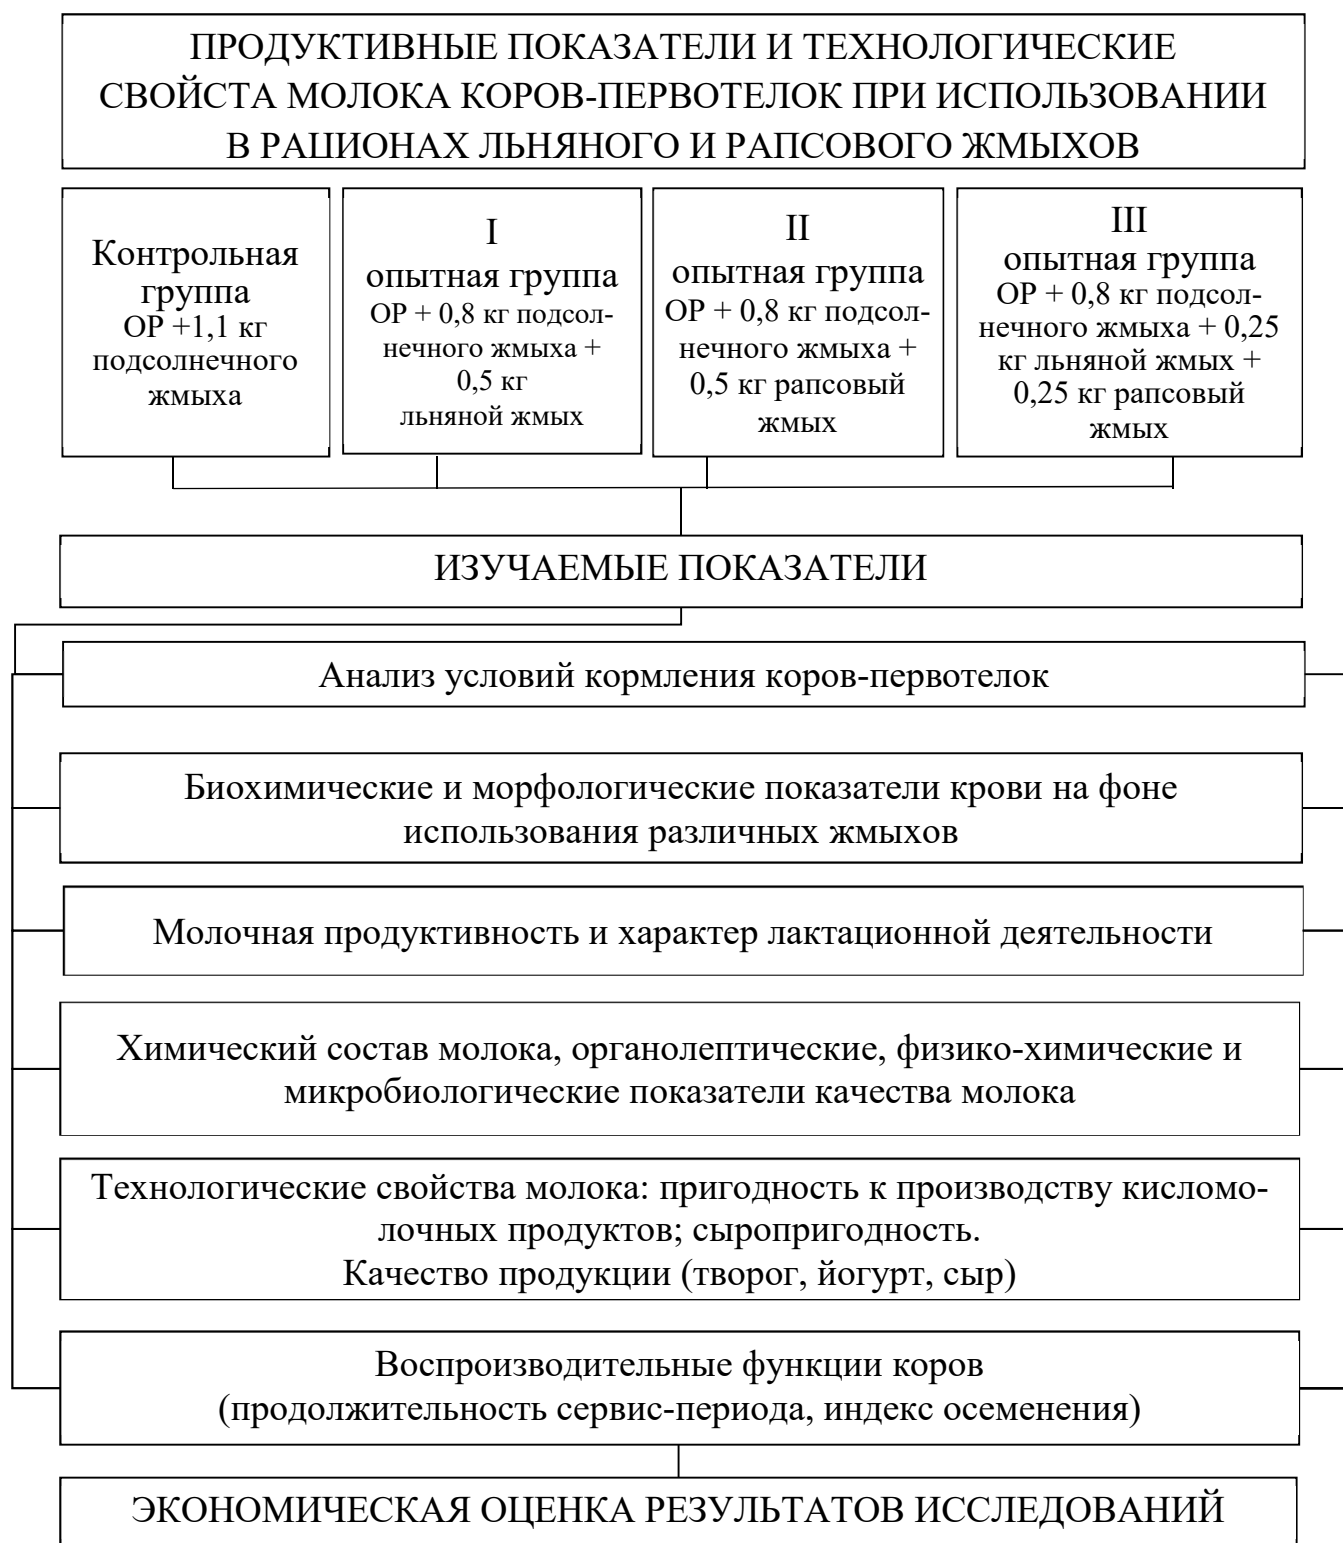 ПРОДУКТИВНЫЕ ПОКАЗАТЕЛИ И ТЕХНОЛОГИЧЕСКИЕ
СВОЙСТА МОЛОКА КОРОВ-ПЕРВОТЕЛОК ПРИ ИСПОЛЬЗОВАНИИ
В РАЦИОНАХ ЛЬНЯНОГО И РАПСОВОГО ЖМЫХОВ
Контрольная
группа
ОР +1,1 кг
подсолнечного
жмыха
I
опытная группа
ОР + 0,8 кг подсол-
нечного жмыха +
0,5 кг
льняной жмых
II
опытная группа
ОР + 0,8 кг подсол-
нечного жмыха +
0,5 кг рапсовый
жмых
III
опытная группа
ОР + 0,8 кг подсол-
нечного жмыха + 0,25
кг льняной жмых +
0,25 кг рапсовый
жмых
ИЗУЧАЕМЫЕ ПОКАЗАТЕЛИ
Анализ условий кормления коров-первотелок
Биохимические и морфологические показатели крови на фоне
использования различных жмыхов
Молочная продуктивность и характер лактационной деятельности
Химический состав молока, органолептические, физико-химические и
микробиологические показатели качества молока
Технологические свойства молока: пригодность к производству кисломо-
лочных продуктов; сыропригодность.
Качество продукции (творог, йогурт, сыр)
Воспроизводительные функции коров
(продолжительность сервис-периода, индекс осеменения)
ЭКОНОМИЧЕСКАЯ ОЦЕНКА РЕЗУЛЬТАТОВ ИССЛЕДОВАНИЙ